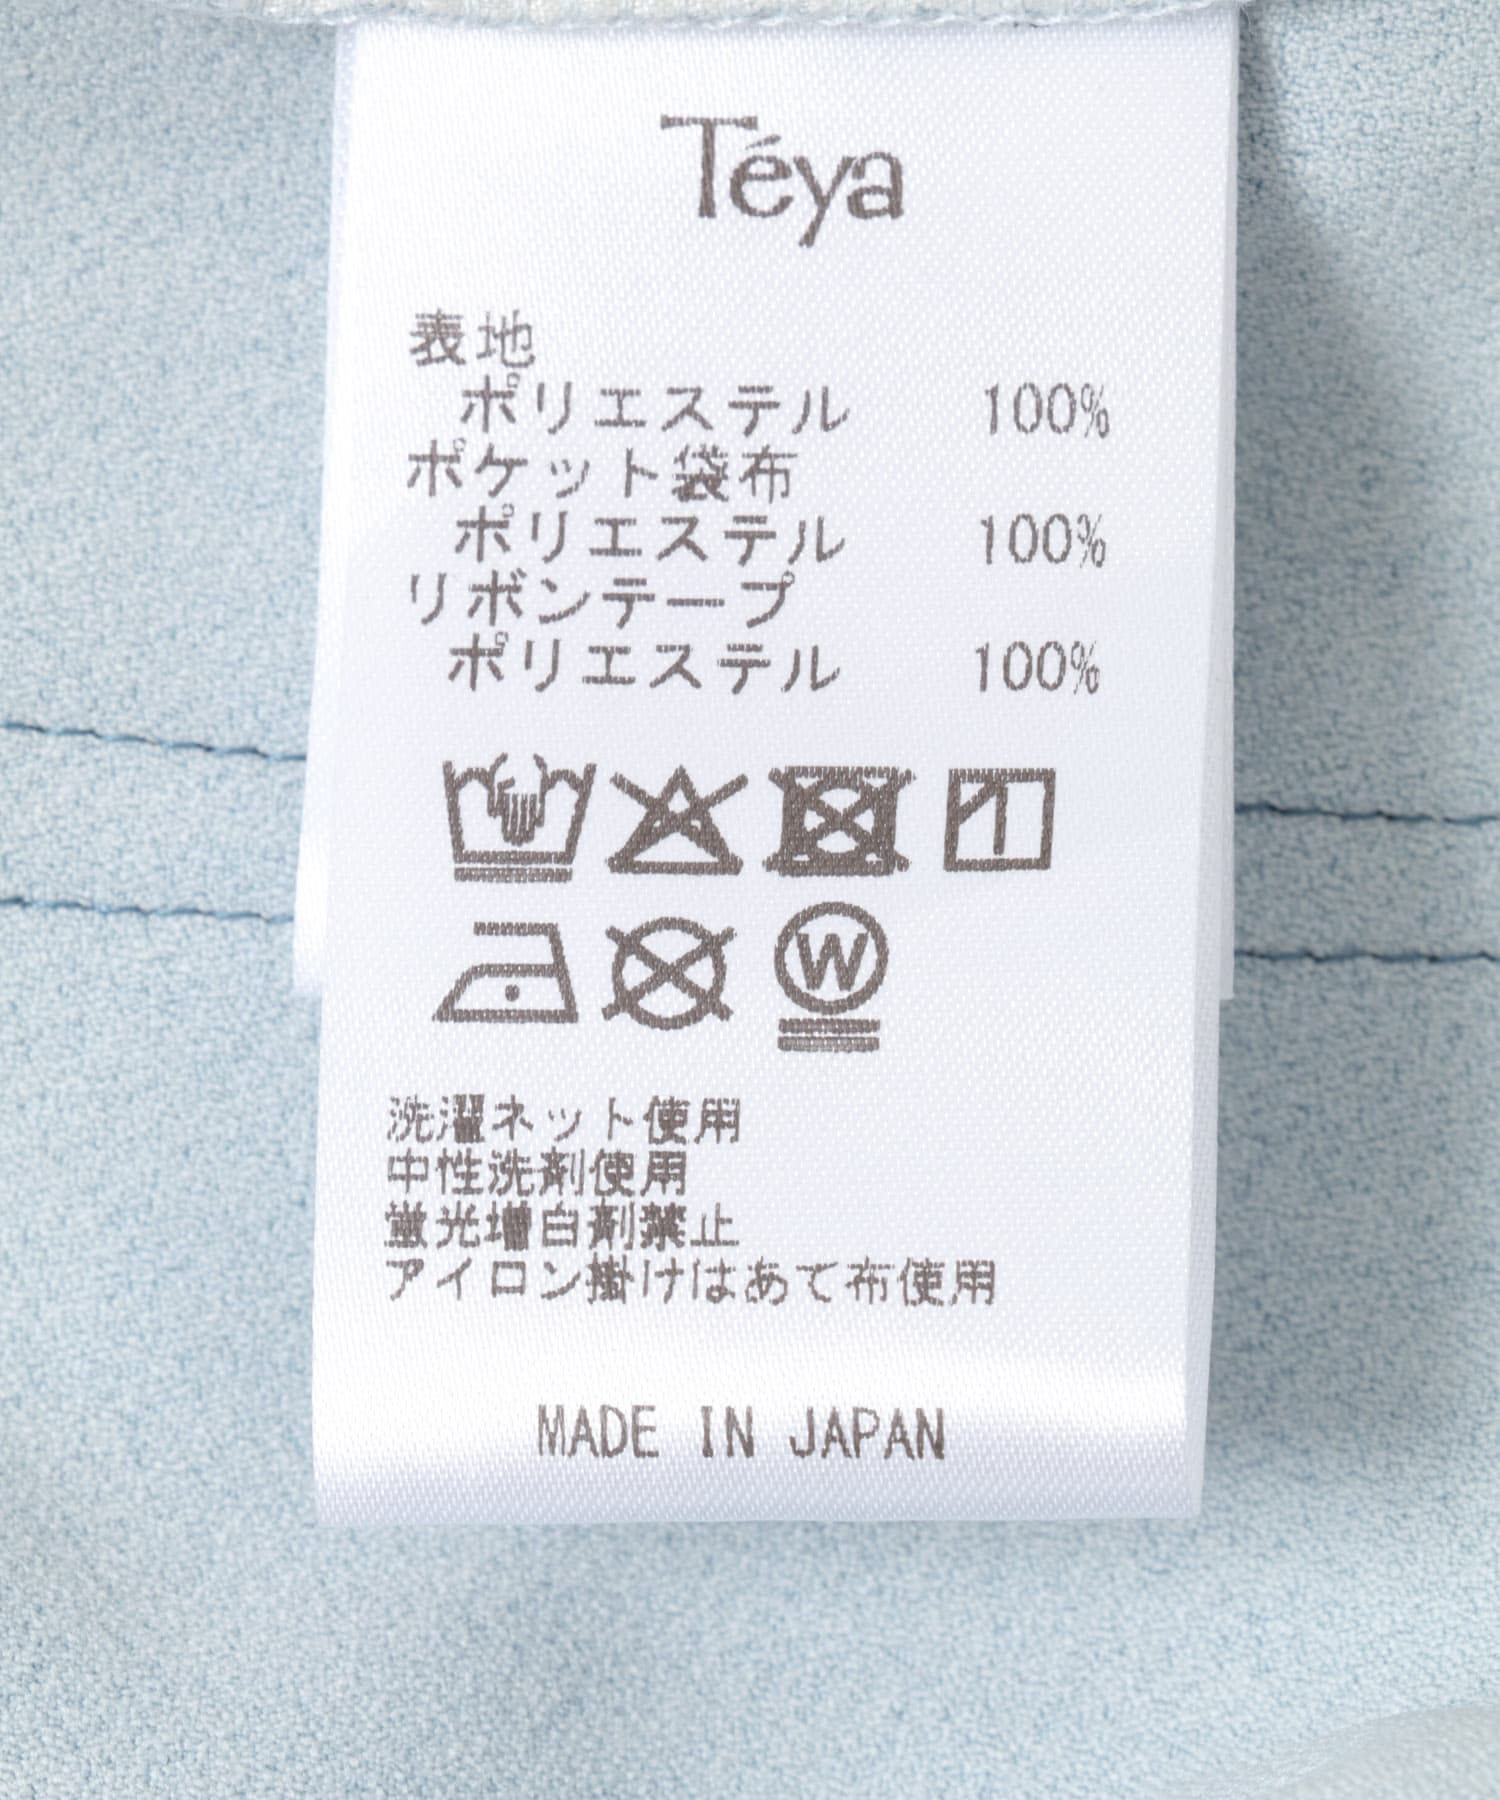 Téya
表地
ポリエステル 100%
ポケット袋布
ポリエステル 100%
リボンテープ
ポリエステル 100%
W
洗濯ネット使用
中性洗剤使用
蛍光増白剤禁止
アイロン掛けはあて布使用
MADE IN JAPAN